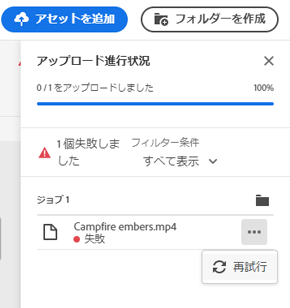 アセットを追加
フォルダーを作成
アップロード進行状況
0 / 1 をアップロードしました
100%
1 個失敗しま
した
フィルター条件
すべて表示
ジョブ 1
Campfire embers.mp4
失敗
再試行